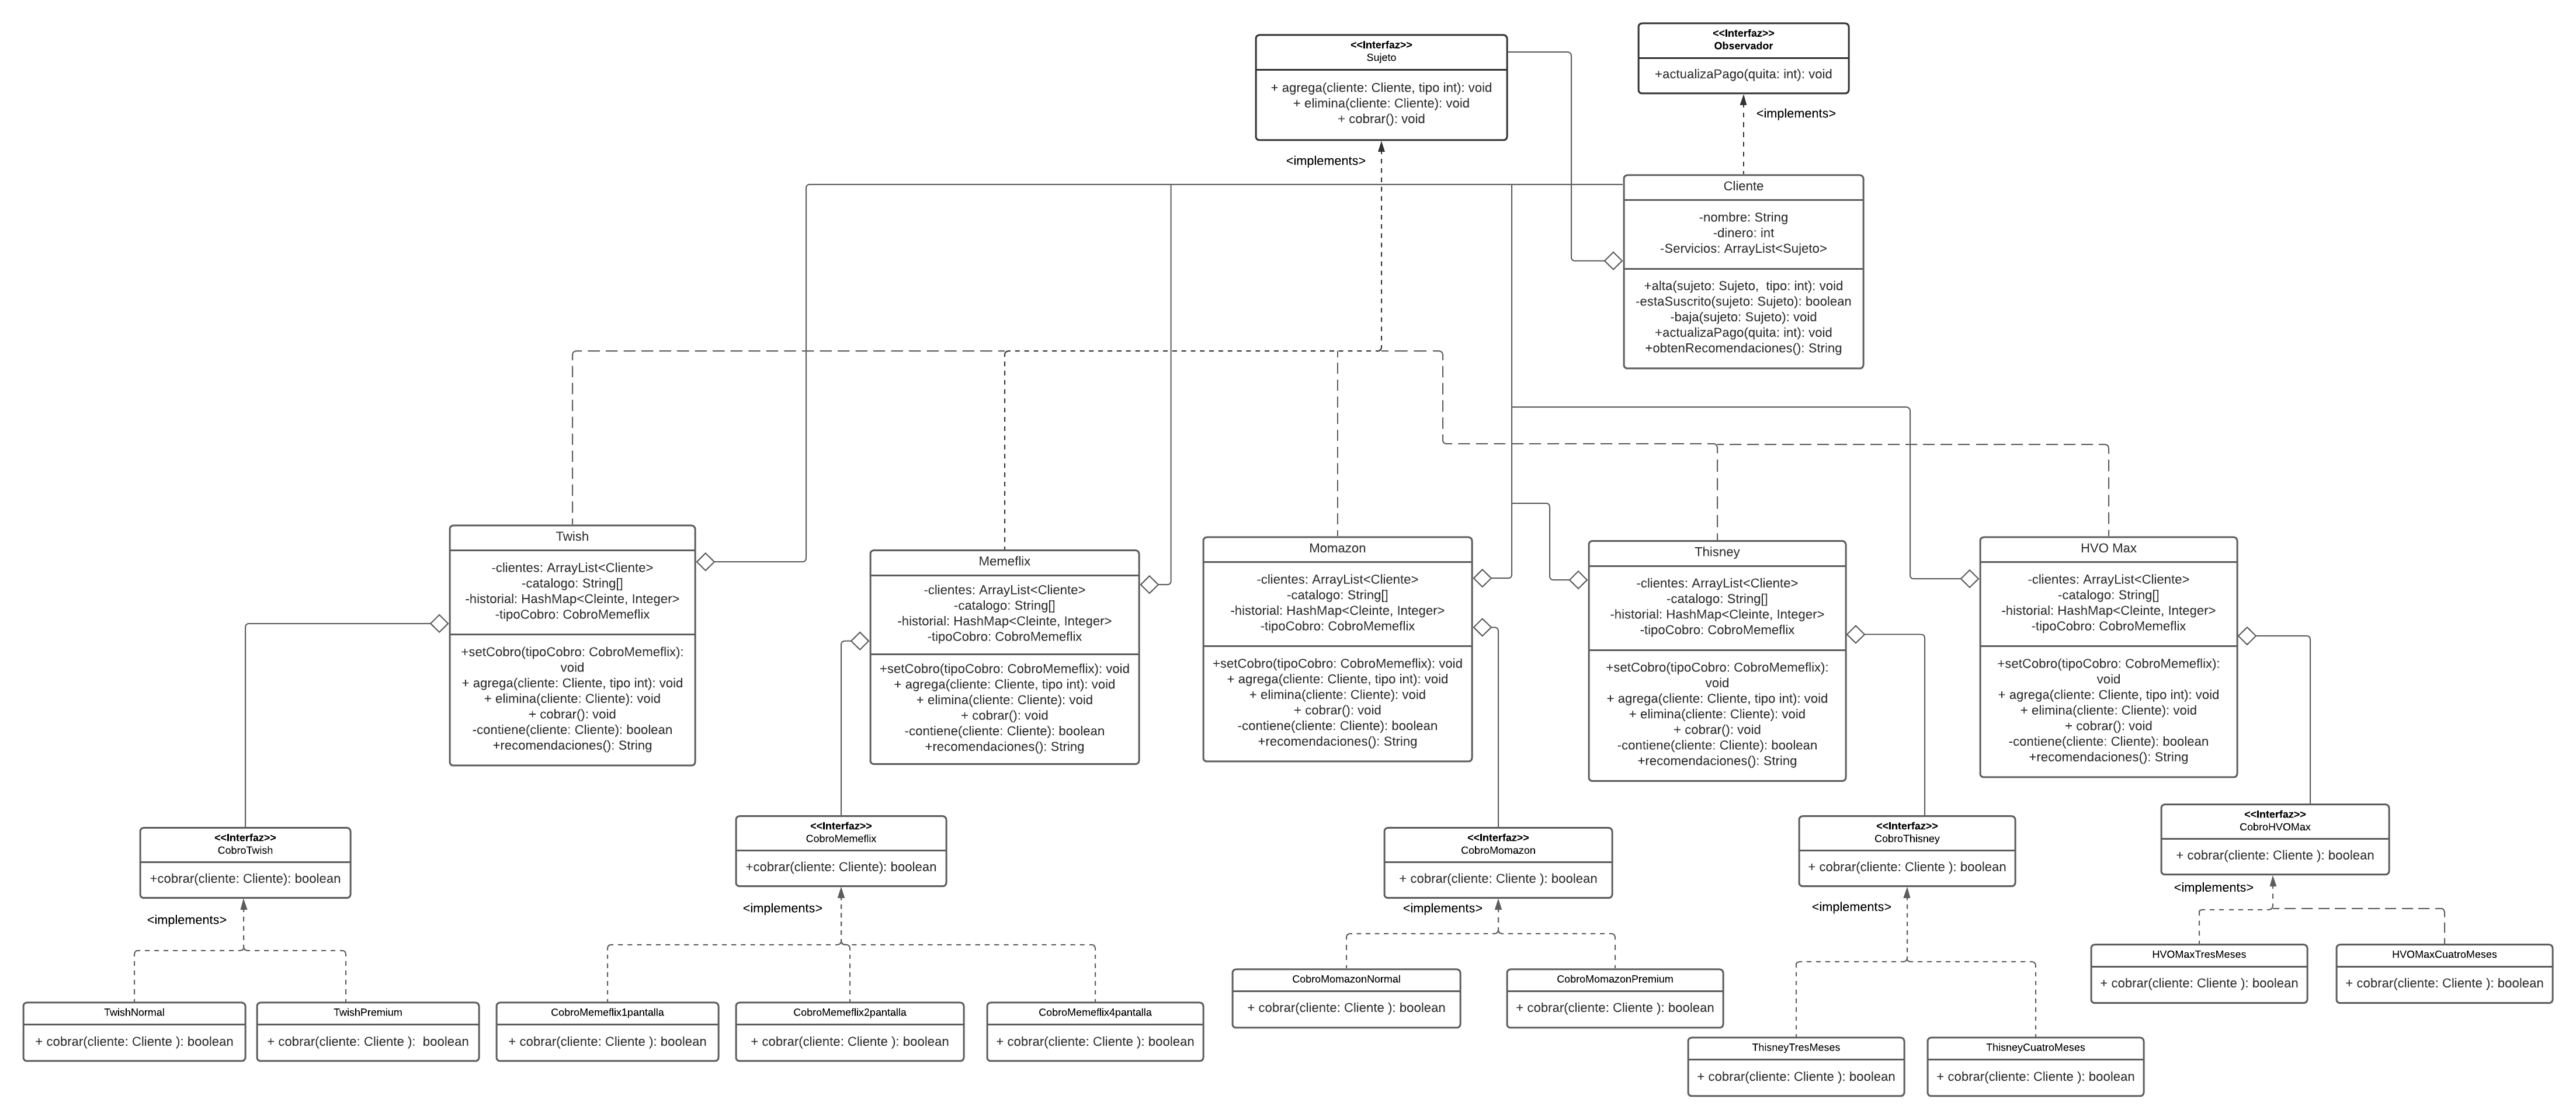 <<Interfaz>>
Sujeto
+ agrega(cliente: Cliente, tipo int): void
+ elimina(cliente: Cliente): void
+ cobrar(): void
<<Interfaz>>
Observador
+actualizaPago(quita: int): void
<implements>
<implements>
Cliente
-nombre: String
-dinero: int
-Servicios: ArrayList<Sujeto>
+alta(sujeto: Sujeto,  tipo: int): void
-estaSuscrito(sujeto: Sujeto): boolean
-baja(sujeto: Sujeto): void
+actualizaPago(quita: int): void
+obtenRecomendaciones(): String
Twish
-clientes: ArrayList<Cliente>
-catalogo: String[]
-historial: HashMap<Cleinte, Integer>
-tipoCobro: CobroMemeflix
+setCobro(tipoCobro: CobroMemeflix):
void
+ agrega(cliente: Cliente, tipo int): void
+ elimina(cliente: Cliente): void
+ cobrar(): void
-contiene(cliente: Cliente): boolean
+recomendaciones(): String
Memeflix
-clientes: ArrayList<Cliente>
-catalogo: String[]
-historial: HashMap<Cleinte, Integer>
-tipoCobro: CobroMemeflix
+setCobro(tipoCobro: CobroMemeflix): void
+ agrega(cliente: Cliente, tipo int): void
+ elimina(cliente: Cliente): void
+ cobrar(): void
-contiene(cliente: Cliente): boolean
+recomendaciones(): String
Momazon
-clientes: ArrayList<Cliente>
-catalogo: String[]
-historial: HashMap<Cleinte, Integer>
-tipoCobro: CobroMemeflix
+setCobro(tipoCobro: CobroMemeflix): void
+ agrega(cliente: Cliente, tipo int): void
+ elimina(cliente: Cliente): void
+ cobrar(): void
-contiene(cliente: Cliente): boolean
+recomendaciones(): String
Thisney
-clientes: ArrayList<Cliente>
-catalogo: String[]
-historial: HashMap<Cleinte, Integer>
-tipoCobro: CobroMemeflix
+setCobro(tipoCobro: CobroMemeflix):
void
+ agrega(cliente: Cliente, tipo int): void
+ elimina(cliente: Cliente): void
+ cobrar(): void
-contiene(cliente: Cliente): boolean
+recomendaciones(): String
HVO Max
-clientes: ArrayList<Cliente>
-catalogo: String[]
-historial: HashMap<Cleinte, Integer>
-tipoCobro: CobroMemeflix
+setCobro(tipoCobro: CobroMemeflix):
void
+ agrega(cliente: Cliente, tipo int): void
+ elimina(cliente: Cliente): void
+ cobrar(): void
-contiene(cliente: Cliente): boolean
+recomendaciones(): String
<<Interfaz>>
CobroTwish
+cobrar(cliente: Cliente): boolean
<implements>
<<Interfaz>>
CobroMemeflix
+cobrar(cliente: Cliente): boolean
<implements>
<<Interfaz>>
CobroMomazon
+ cobrar(cliente: Cliente ): boolean
<implements>
<<Interfaz>>
CobroThisney
+ cobrar(cliente: Cliente ): boolean
<implements>
<<Interfaz>>
CobroHVOMax
+ cobrar(cliente: Cliente ): boolean
<implements>
TwishNormal
+ cobrar(cliente: Cliente ): boolean
TwishPremium
+ cobrar(cliente: Cliente ):  boolean
CobroMemeflix1pantalla
+ cobrar(cliente: Cliente ): boolean
CobroMemeflix2pantalla
+ cobrar(cliente: Cliente ): boolean
CobroMemeflix4pantalla
+ cobrar(cliente: Cliente ): boolean
CobroMomazonNormal
+ cobrar(cliente: Cliente ): boolean
CobroMomazonPremium
+ cobrar(cliente: Cliente ): boolean
ThisneyTresMeses
+ cobrar(cliente: Cliente ): boolean
ThisneyCuatroMeses
+ cobrar(cliente: Cliente ): boolean
HVOMaxTresMeses
+ cobrar(cliente: Cliente ): boolean
HVOMaxCuatroMeses
+ cobrar(cliente: Cliente ): boolean